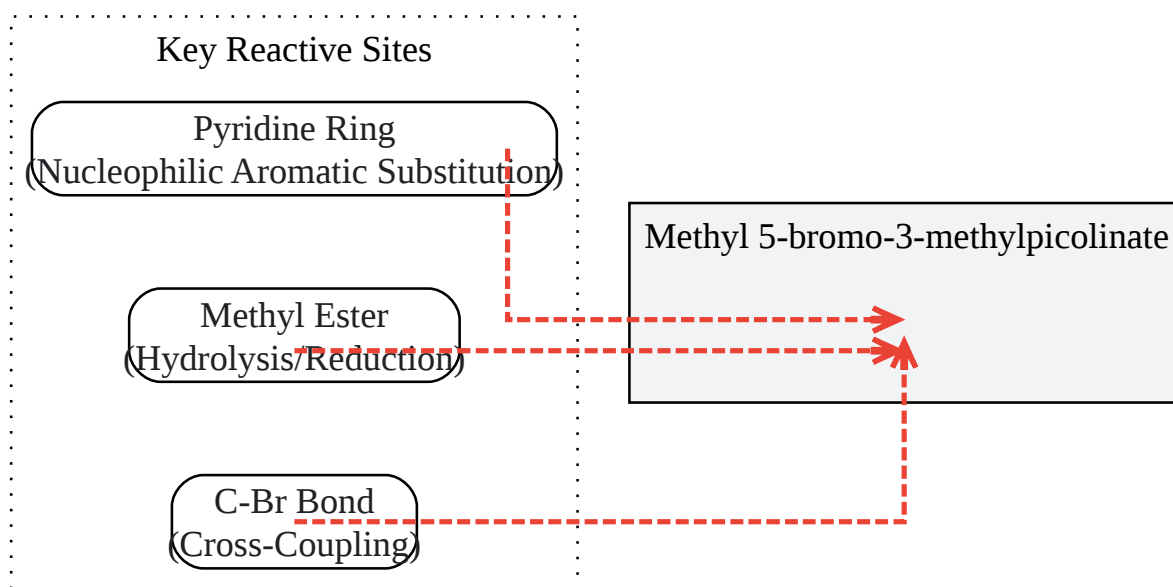 Key Reactive Sites
Pyridine Ring
(Nucleophilic Aromatic Substitution)
Methyl 5-bromo-3-methylpicolinate
Methyl Ester
(Hydrolysis/Reduction)
C-Br Bond
(Cross-Coupling)